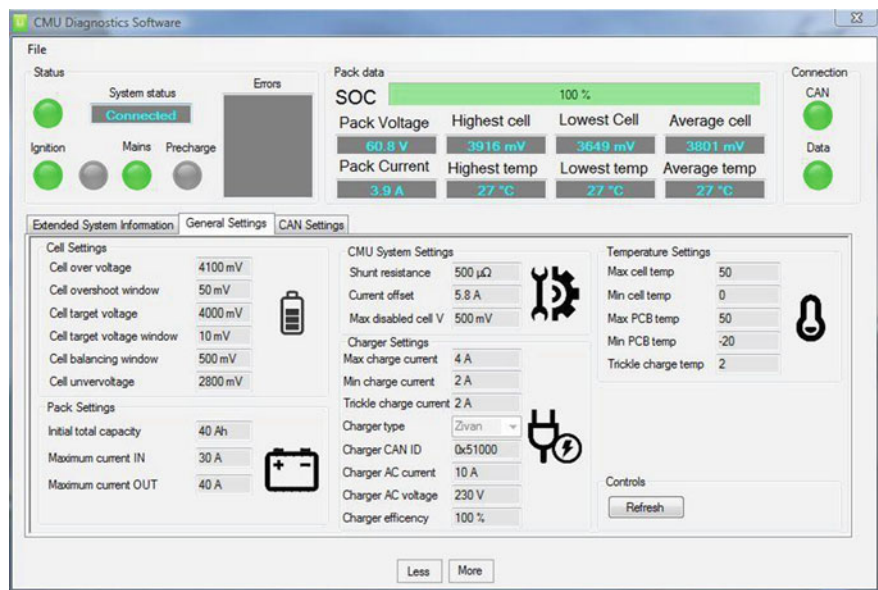 CMU Diagnostics Software
File
Status
System status
Connected
Errors
Ignition
Mains
Precharge
Pack data
SOC
100 %
Pack Voltage
Highest cell
Lowest Cell
Average cell
60.8 V
3916 mV
3649 mV
3801 mV
Pack Current
Highest temp
Lowest temp
Average temp
3.9 A
27 °C
27 °C
27 °C
Connection
CAN
Data
Extended System Information
General Settings
CAN Settings
Cell Settings
Cell over voltage 4100 mV
Cell overshoot window 50 mV
Cell target voltage 4000 mV
Cell target voltage window 10 mV
Cell balancing window 500 mV
Cell unvervoltage 2800 mV
Pack Settings
Initial total capacity 40 Ah
Maximum current IN 30 A
Maximum current OUT 40 A
CMU System Settings
Shunt resistance 500 µΩ
Current offset 5.8 A
Max disabled cell V 500 mV
Charger Settings
Max charge current 4 A
Min charge current 2 A
Trickle charge current 2 A
Charger type Zivan
Charger CAN ID 0x51000
Charger AC current 10 A
Charger AC voltage 230 V
Charger efficency 100 %
Temperature Settings
Max cell temp 50
Min cell temp 0
Max PCB temp 50
Min PCB temp -20
Trickle charge temp 2
Controls
Refresh
Less
More